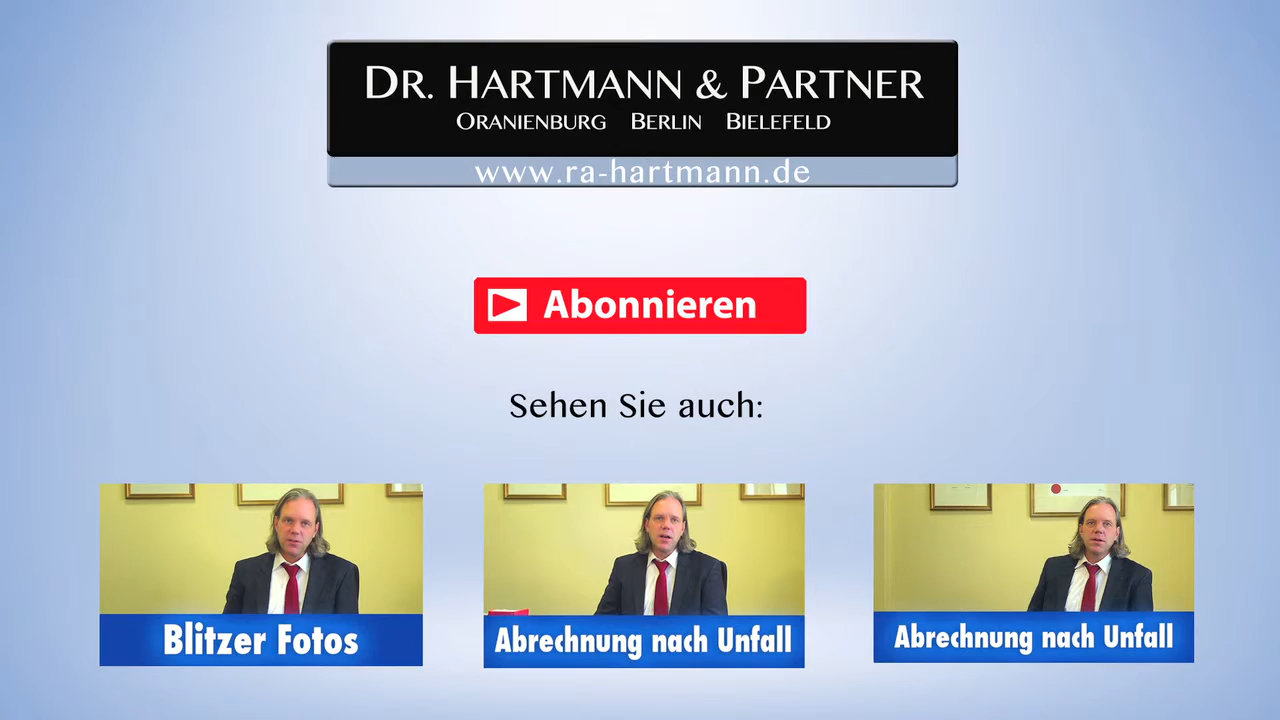 DR. HARTMANN & PARTNER
ORANIENBURG BERLIN BIELEFELD
www.ra-hartmann.de
Abonnieren
Sehen Sie auch:
Blitzer Fotos
Abrechnung nach Unfall
Abrechnung nach Unfall